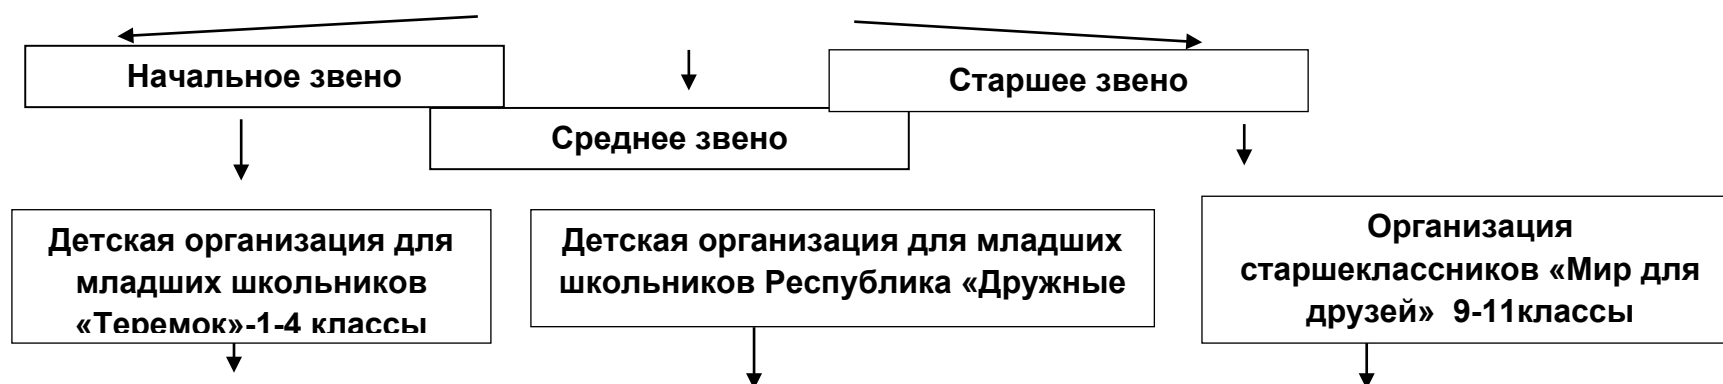 Начальное звено
Старшее звено
Среднее звено
Детская организация для
младших школьников
«Теремок»-1-4 классы
Детская организация для младших
школьников Республика «Дружные
Организация
старшеклассников «Мир для
друзей» 9-11классы